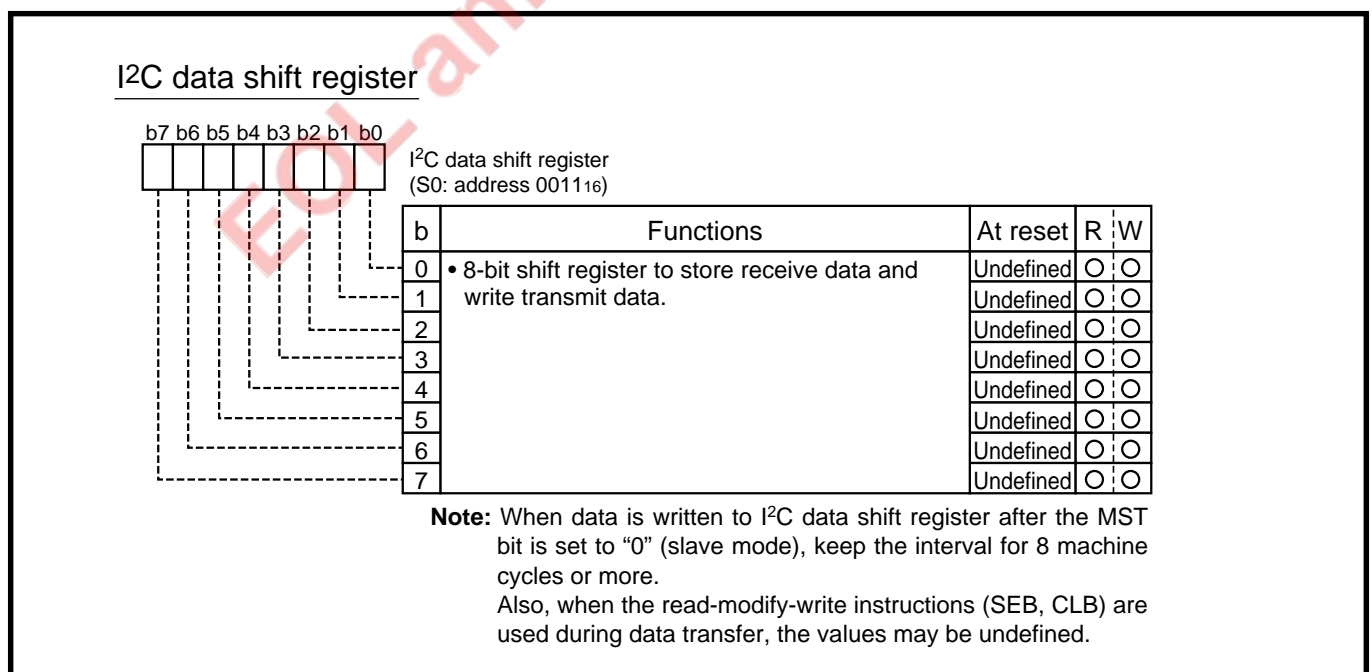 I2C data shift register
b7 b6 b5 b4 b3 b2 b1 b0
I2C data shift register
(S0: address 001116)
b Functions At reset R W
0 • 8-bit shift register to store receive data and Undefined O O
1 write transmit data. Undefined O O
2 Undefined O O
3 Undefined O O
4 Undefined O O
5 Undefined O O
6 Undefined O O
7 Undefined O O
Note: When data is written to I2C data shift register after the MST
bit is set to “0” (slave mode), keep the interval for 8 machine
cycles or more.
Also, when the read-modify-write instructions (SEB, CLB) are
used during data transfer, the values may be undefined.
EOL